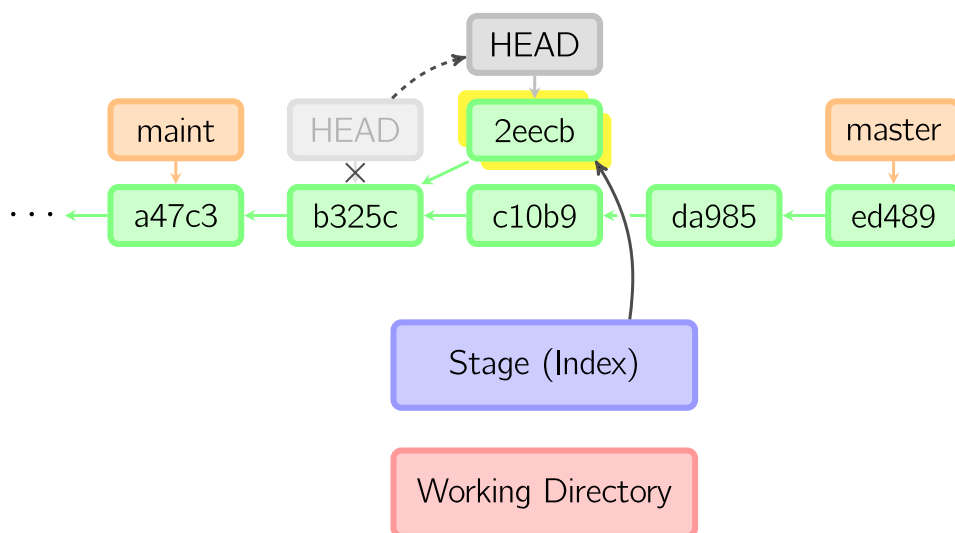 HEAD
maint
HEAD
2eecb
master
...
a47c3
b325c
c10b9
da985
ed489
Stage (Index)
Working Directory